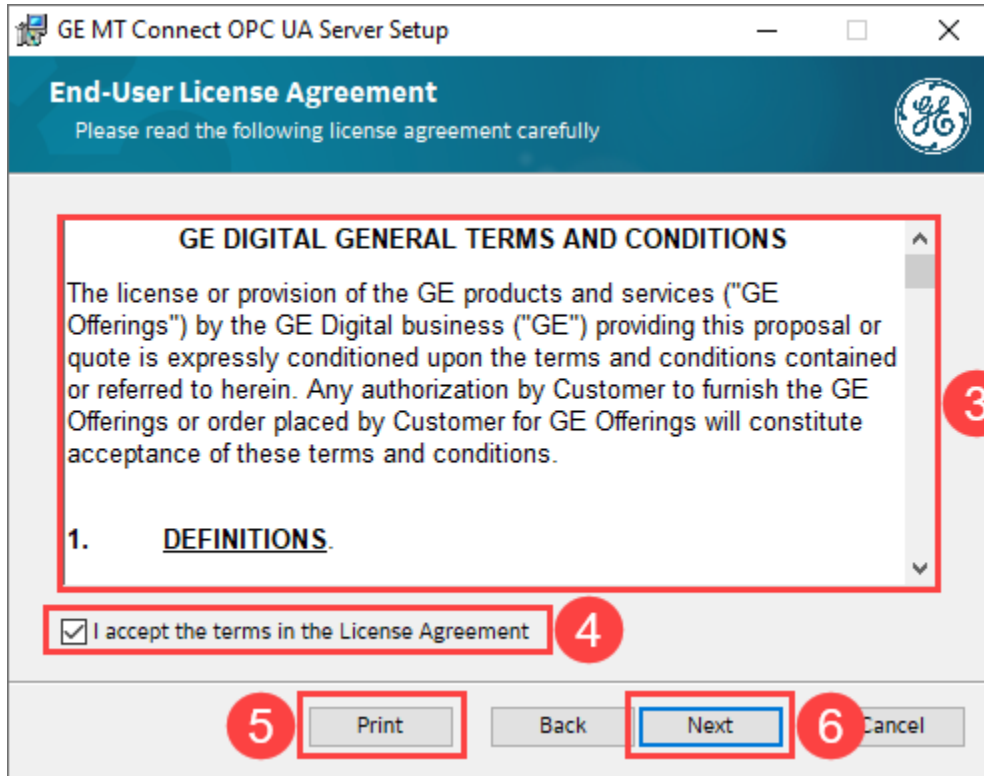 GE MT Connect OPC UA Server Setup
End-User License Agreement
Please read the following license agreement carefully
GE DIGITAL GENERAL TERMS AND CONDITIONS
The license or provision of the GE products and services ("GE
Offerings") by the GE Digital business ("GE") providing this proposal or
quote is expressly conditioned upon the terms and conditions contained
or referred to herein. Any authorization by Customer to furnish the GE
Offerings or order placed by Customer for GE Offerings will constitute
acceptance of these terms and conditions.
3
1. DEFINITIONS.
I accept the terms in the License Agreement 4
5 Print Back Next 6 Cancel